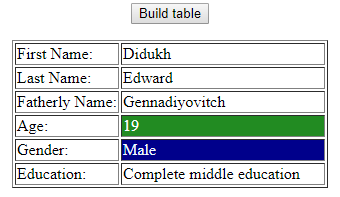 Build table
First Name: Didukh
Last Name: Edward
Fatherly Name: Gennadiyovitch
Age: 19
Gender: Male
Education: Complete middle education